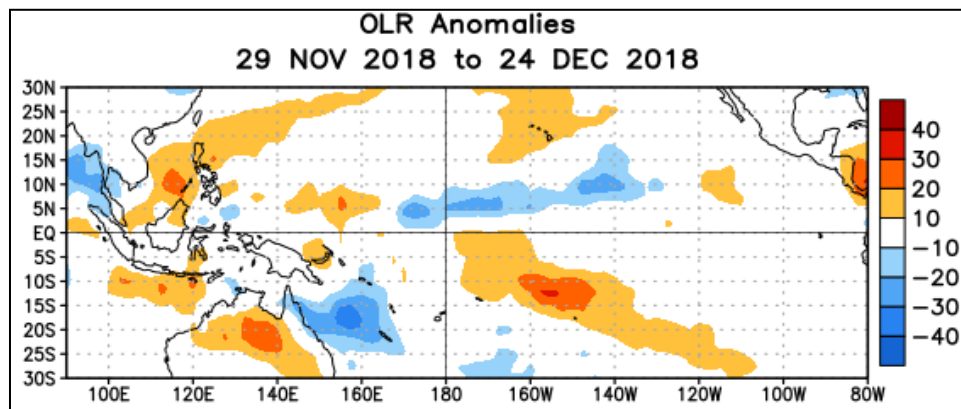 OLR Anomalies
29 NOV 2018 to 24 DEC 2018
30N
25N
20N
15N
10N
5N
EQ
5S
10S
15S
20S
25S
30S
100E 120E 140E 160E 180 160W 140W 120W 100W 80W
40
30
20
10
-10
-20
-30
-40